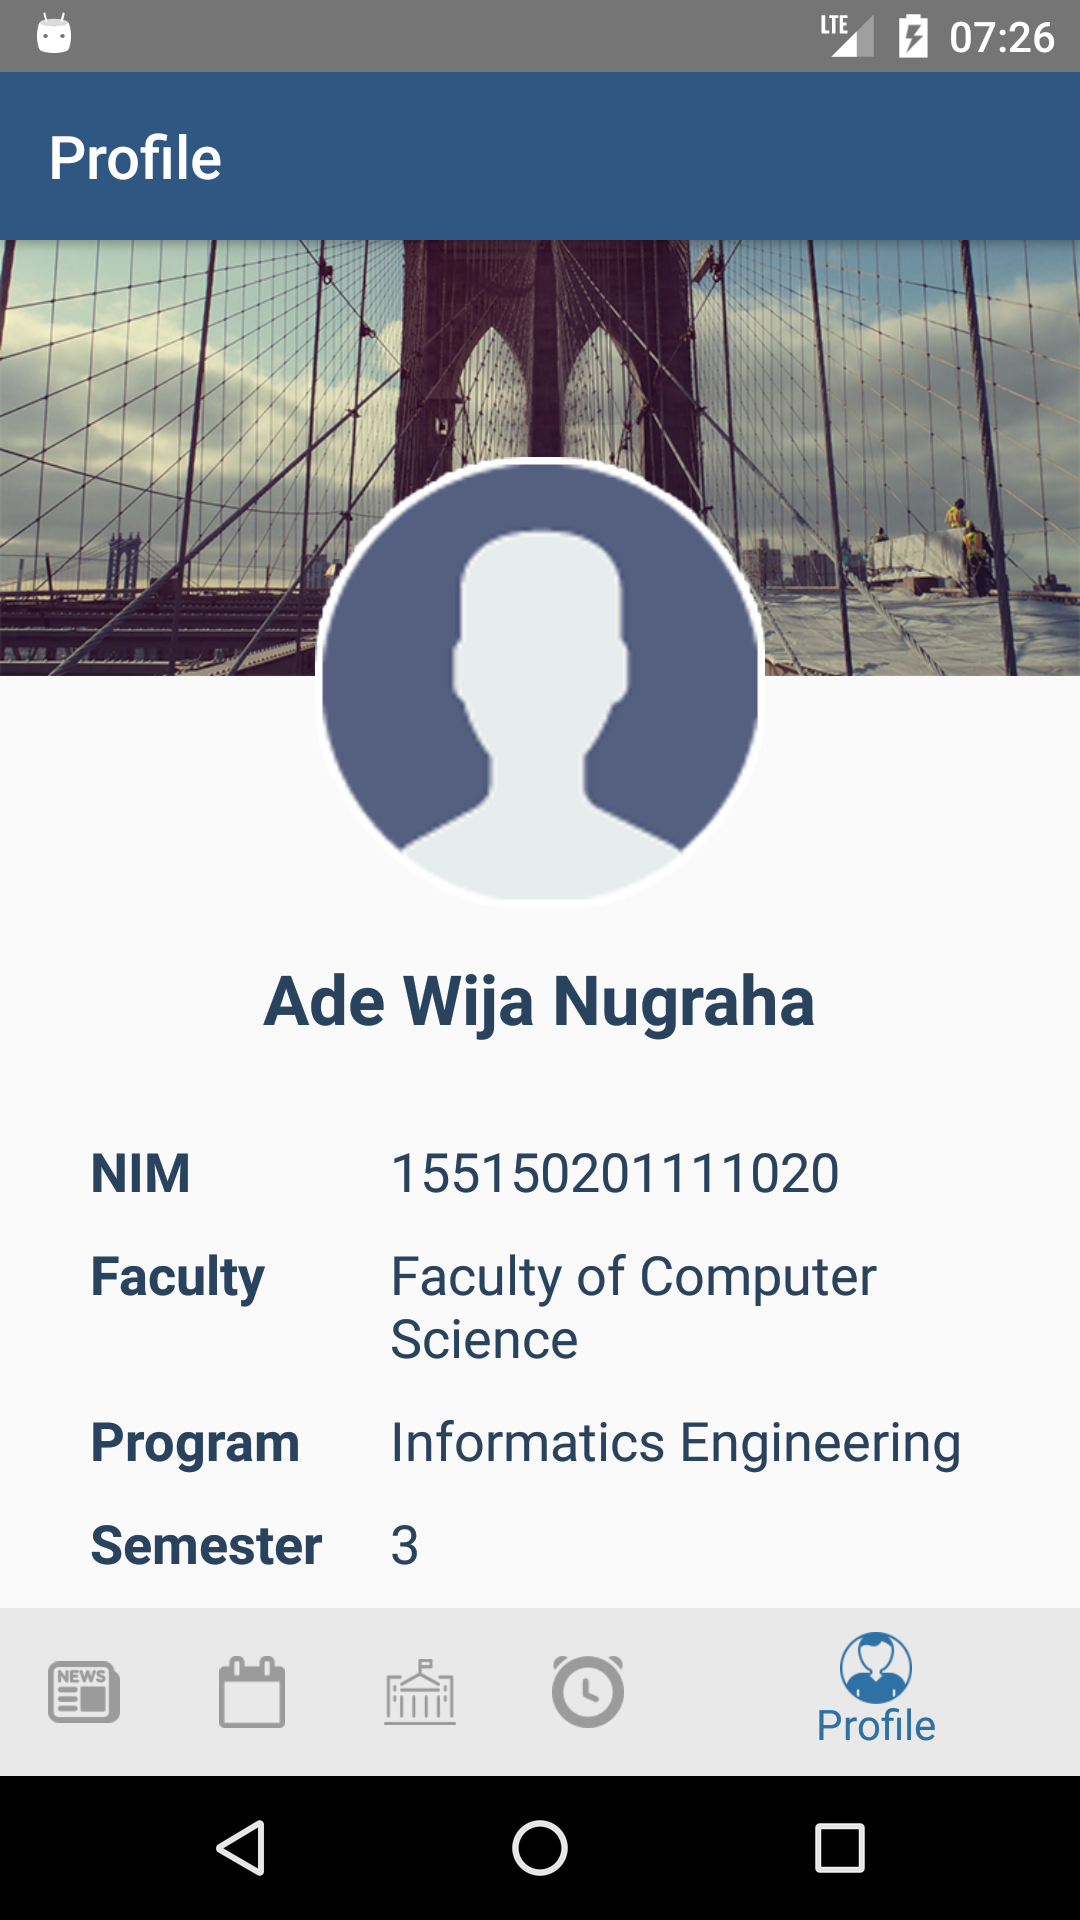 LTE 07:26
Profile
Ade Wija Nugraha
NIM 155150201111020
Faculty Faculty of Computer
Science
Program Informatics Engineering
Semester 3
NEWS
Profile